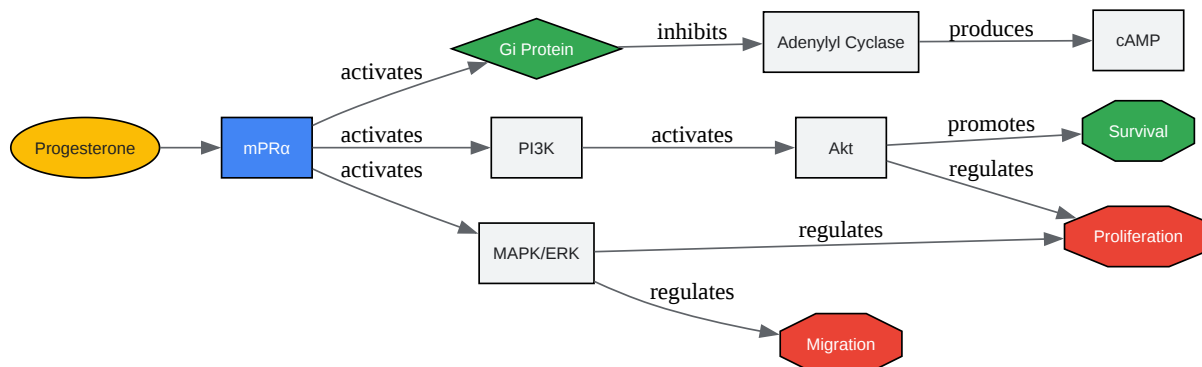 Gi Protein
inhibits
Adenylyl Cyclase
produces
cAMP
activates
Progesterone
mPRα
activates
PI3K
activates
Akt
promotes
Survival
activates
regulates
MAPK/ERK
regulates
Proliferation
regulates
Migration